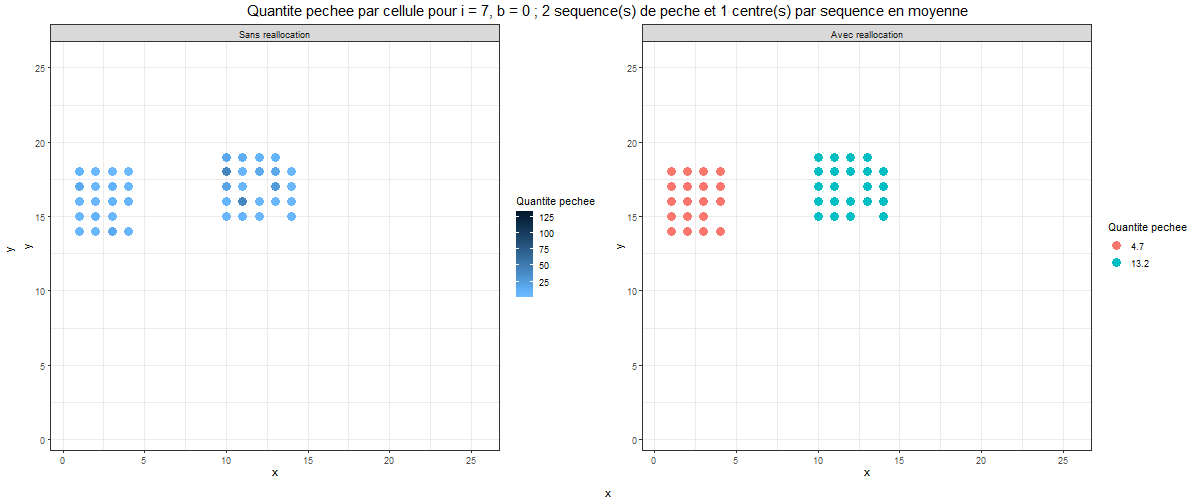 Quantite pechee par cellule pour i = 7, b = 0 ; 2 sequence(s) de peche et 1 centre(s) par sequence en moyenne
Sans reallocation
25
20
15
10
5
0
0 5 10 15 20 25
x
y
y
Quantite pechee
125
100
75
50
25
Avec reallocation
25
20
15
10
5
0
0 5 10 15 20 25
x
y
Quantite pechee
4.7
13.2
x